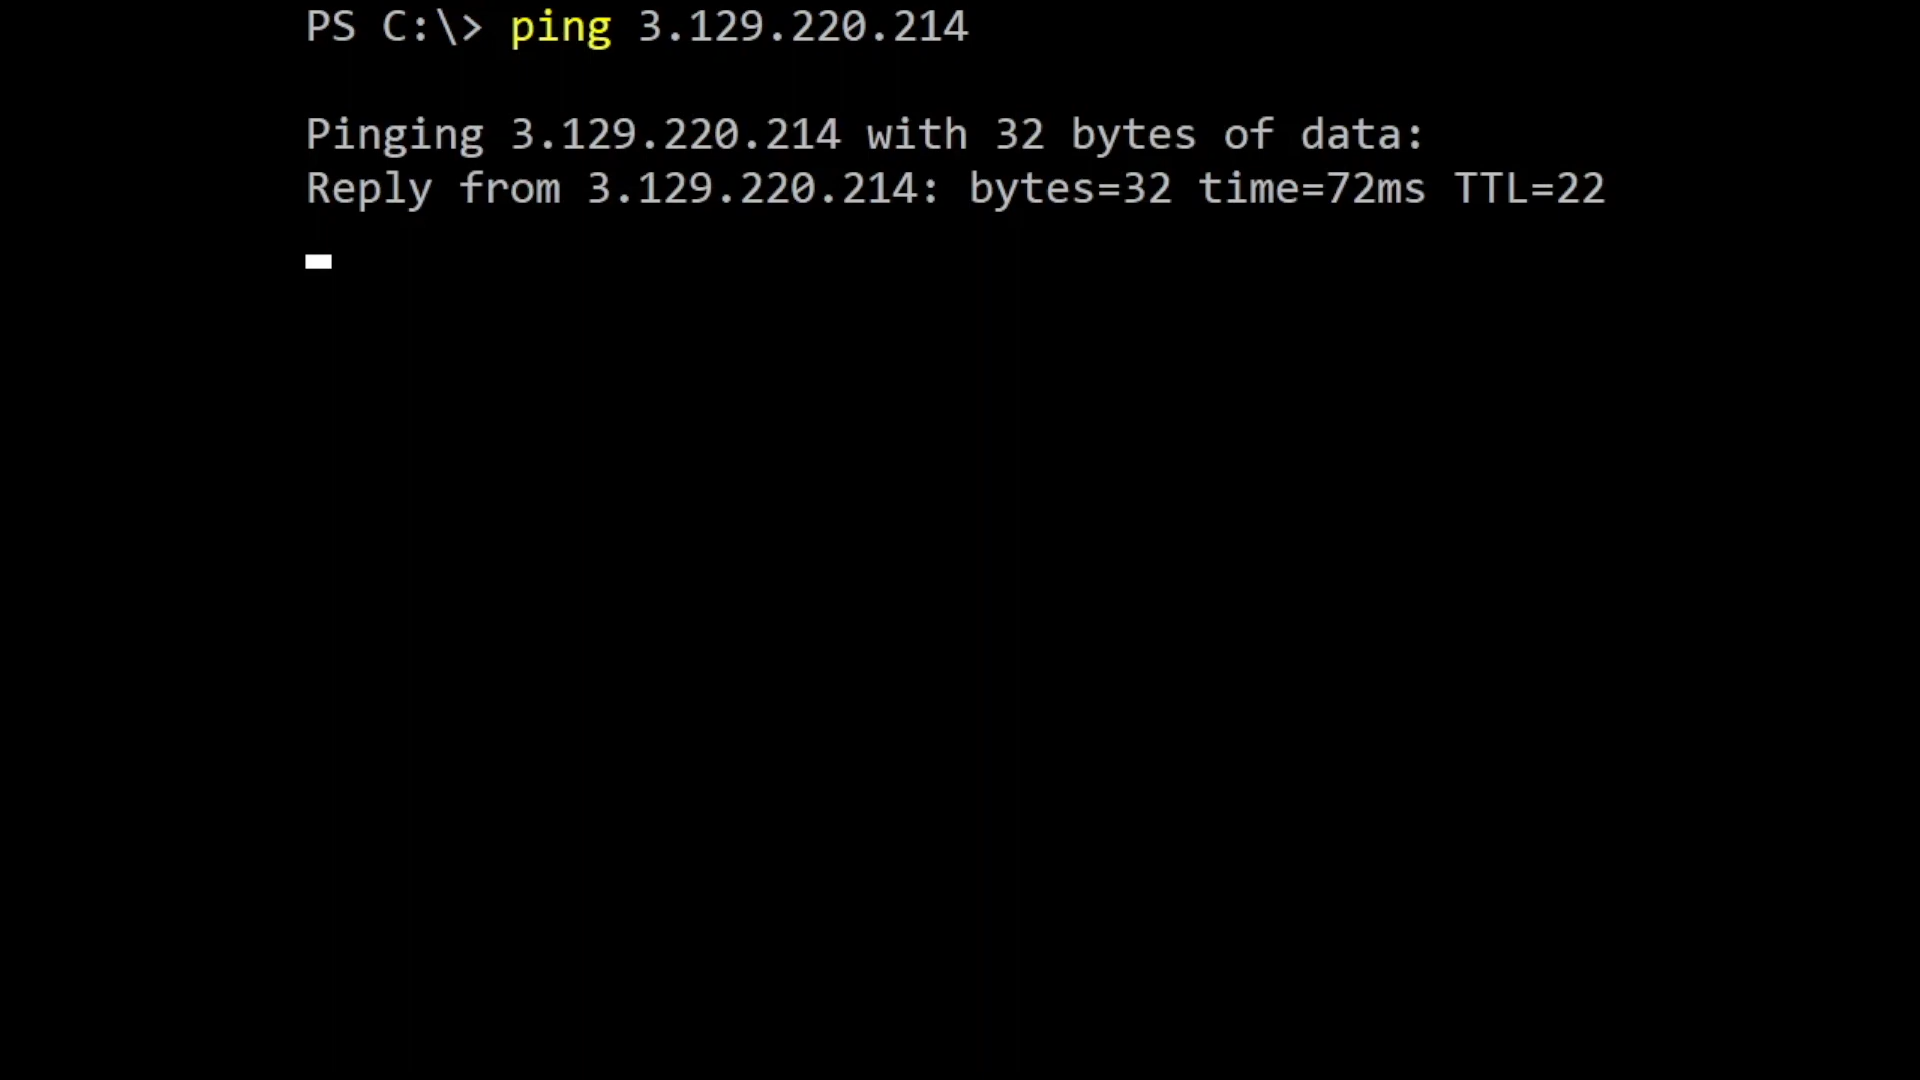 PS C:\> ping 3.129.220.214
Pinging 3.129.220.214 with 32 bytes of data:
Reply from 3.129.220.214: bytes=32 time=72ms TTL=22